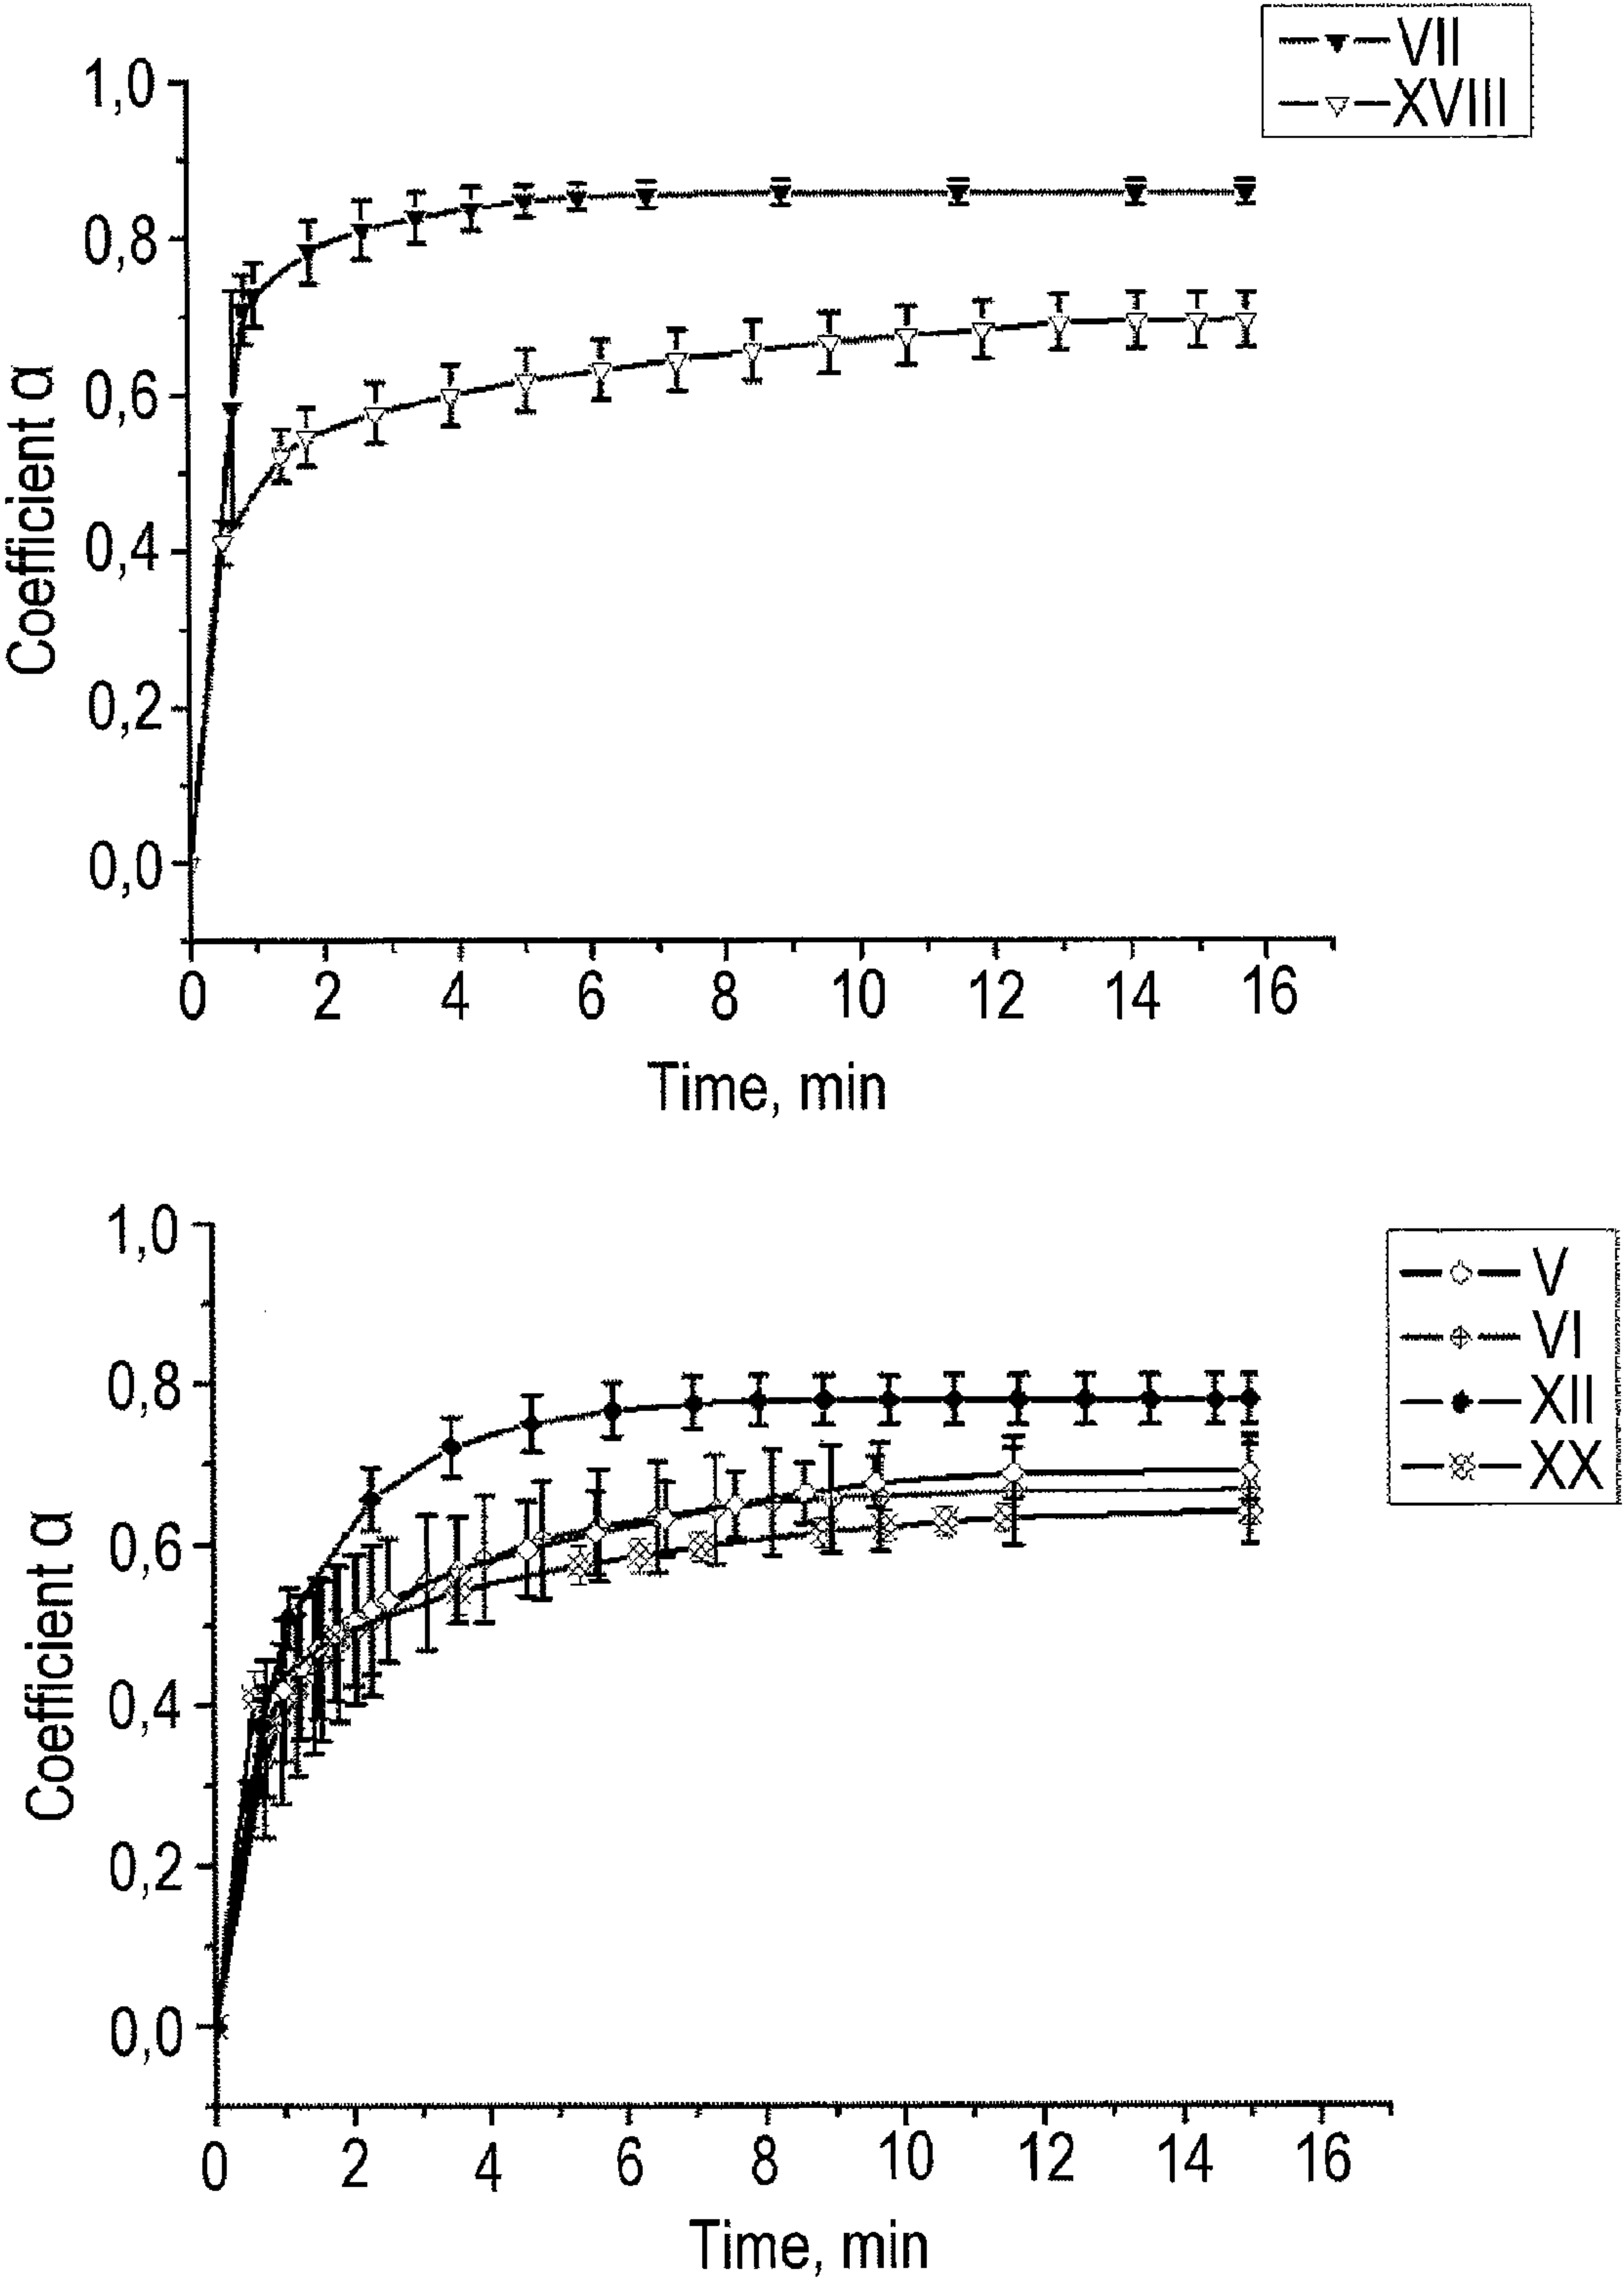 VII
XVIII
1,0
0,8
0,6
0,4
0,2
0,0
Coefficient α
0 2 4 6 8 10 12 14 16
Time, min
V
VI
XII
XX
1,0
0,8
0,6
0,4
0,2
0,0
Coefficient α
0 2 4 6 8 10 12 14 16
Time, min